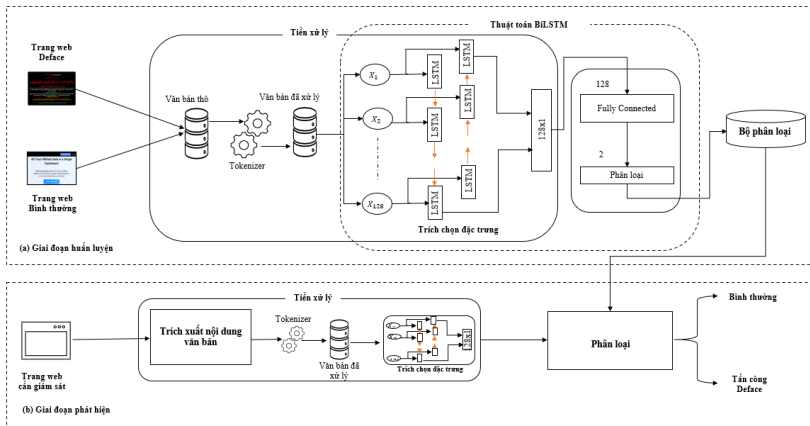 Thuật toán BiLSTM
Tiền xử lý
Trang web
Deface
Văn bản thô
Văn bản đã xử lý
Tokenizer
Trang web
Bình thường
X1
X2
X128
LSTM
LSTM
LSTM
LSTM
LSTM
LSTM
128x1
Trích chọn đặc trưng
128
Fully Connected
2
Phân loại
Bộ phân loại
(a) Giai đoạn huấn luyện
Tiền xử lý
Trang web
cần giám sát
Trích xuất nội dung
văn bản
Tokenizer
Văn bản đã
xử lý
128x1
Trích chọn đặc trưng
Phân loại
Bình thường
Tấn công
Deface
(b) Giai đoạn phát hiện